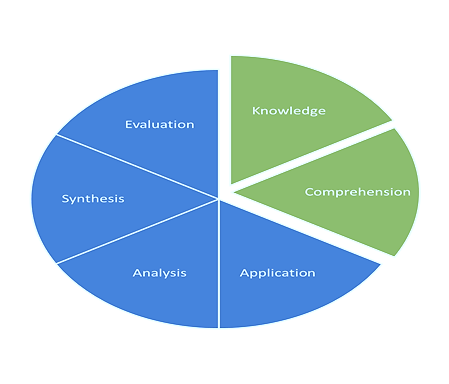 Knowledge
Comprehension
Application
Analysis
Synthesis
Evaluation